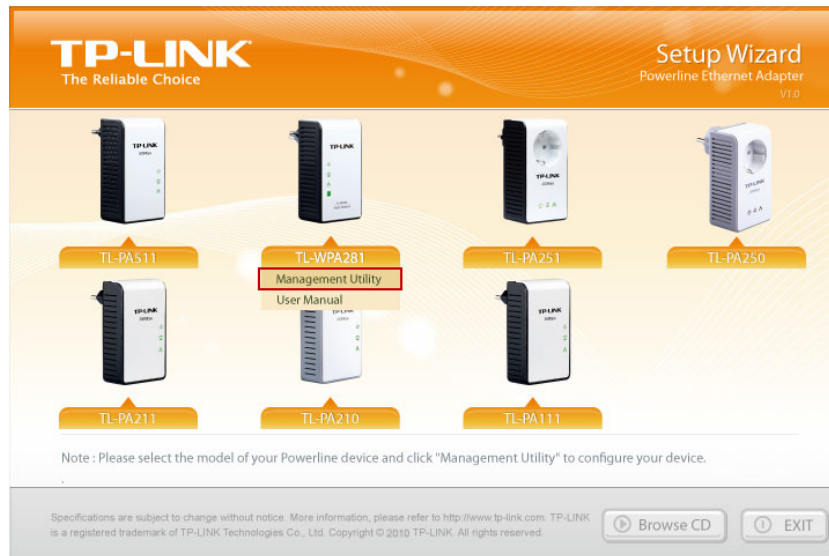 TP-LINK®
The Reliable Choice
Setup Wizard
Powerline Ethernet Adapter
V1.0
TP-LINK
TP-LINK
TP-LINK
TP-LINK
TL-PA511
TL-WPA281
TL-PA251
TL-PA250
Management Utility
User Manual
TP-LINK
TP-LINK
TP-LINK
TL-PA211
TL-PA210
TL-PA111
Note : Please select the model of your Powerline device and click "Management Utility" to configure your device.
.
Specifications are subject to change without notice. More information, please refer to http://www.tp-link.com. TP-LINK
is a registered trademark of TP-LINK Technologies Co., Ltd. Copyright © 2010 TP-LINK. All rights reserved.
Browse CD
EXIT